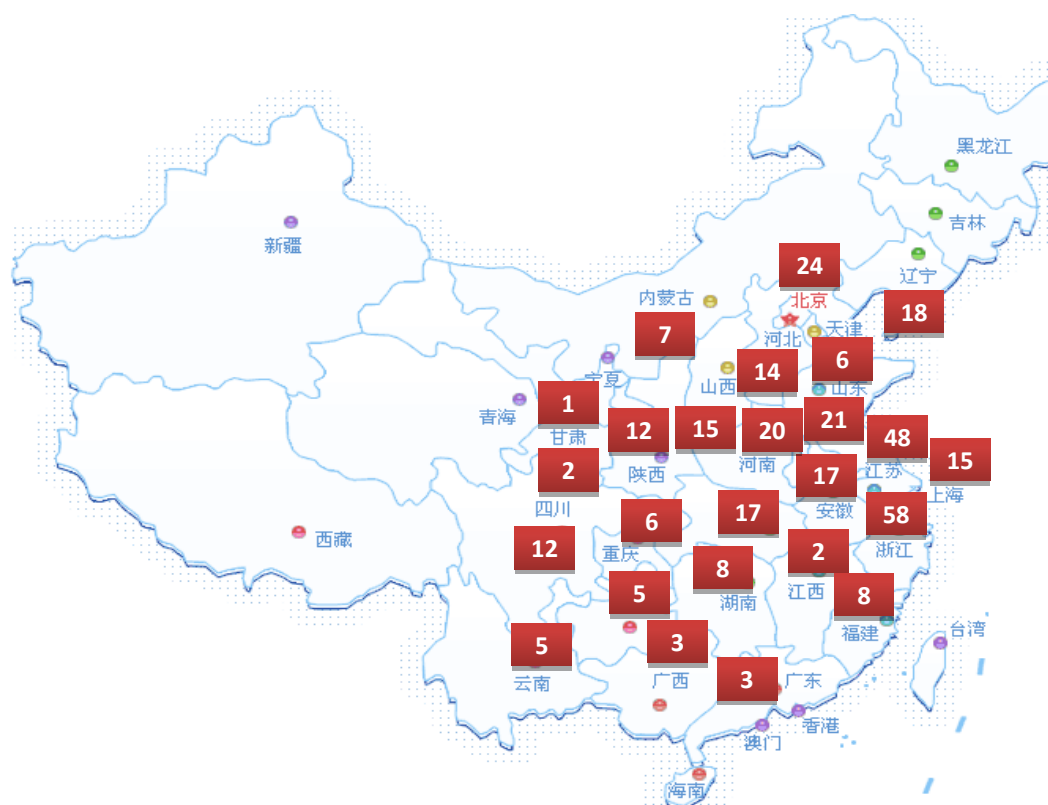 黑龙江
吉林
新疆
24
辽宁
内蒙古
北京
18
7
天津
河北
6
宁夏
14
山西
山东
1
青海
21
12
15
20
48
甘肃
15
河南
江苏
陕西
2
17
上海
四川
安徽
17
58
6
西藏
12
重庆
2
浙江
8
5
江西
湖南
8
福建
台湾
5
3
云南
广西
3
广东
香港
澳门
海南